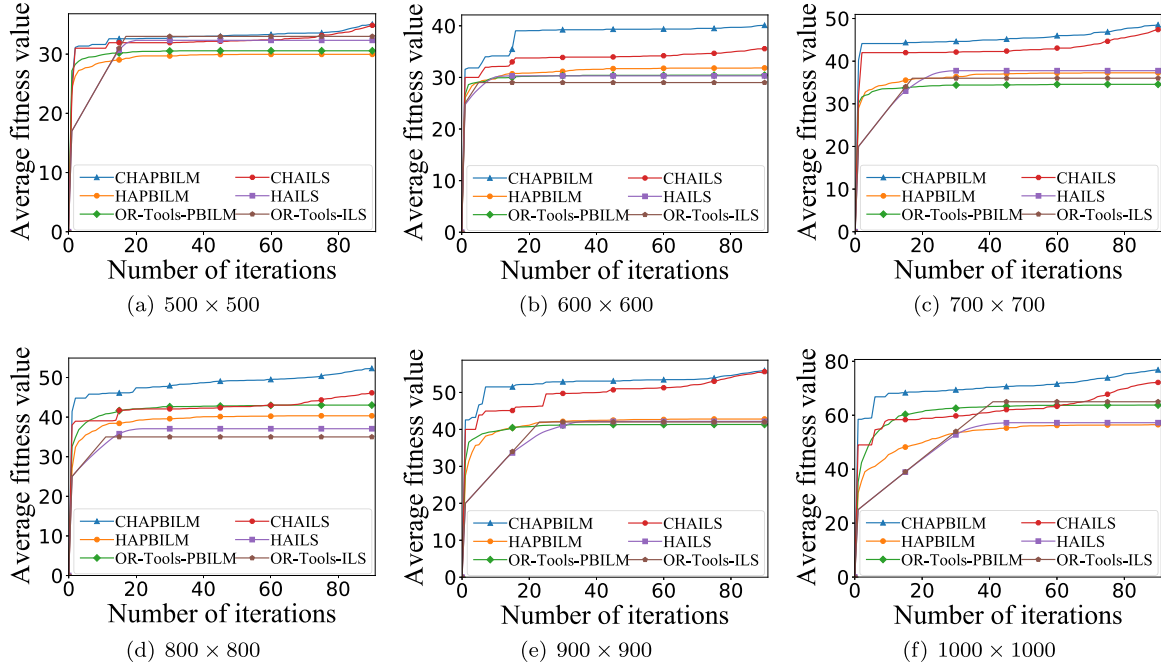 Average fitness value
30
20
10
0
CHAPBILM CHAILS
HAPBILM HAILS
OR-Tools-PBILM OR-Tools-ILS
0 20 40 60 80
Number of iterations
(a) 500 × 500
Average fitness value
40
30
20
10
0
CHAPBILM CHAILS
HAPBILM HAILS
OR-Tools-PBILM OR-Tools-ILS
0 20 40 60 80
Number of iterations
(b) 600 × 600
Average fitness value
50
40
30
20
10
0
CHAPBILM CHAILS
HAPBILM HAILS
OR-Tools-PBILM OR-Tools-ILS
0 20 40 60 80
Number of iterations
(c) 700 × 700
Average fitness value
50
40
30
20
10
0
CHAPBILM CHAILS
HAPBILM HAILS
OR-Tools-PBILM OR-Tools-ILS
0 20 40 60 80
Number of iterations
(d) 800 × 800
Average fitness value
50
40
30
20
10
0
CHAPBILM CHAILS
HAPBILM HAILS
OR-Tools-PBILM OR-Tools-ILS
0 20 40 60 80
Number of iterations
(e) 900 × 900
Average fitness value
80
60
40
20
0
CHAPBILM CHAILS
HAPBILM HAILS
OR-Tools-PBILM OR-Tools-ILS
0 20 40 60 80
Number of iterations
(f) 1000 × 1000